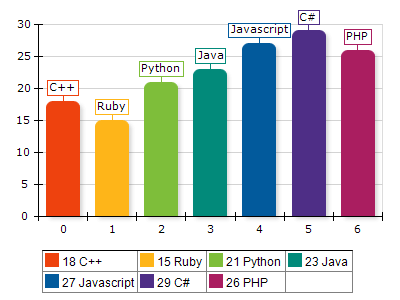 C#
Javascript
PHP
Java
Python
C++
Ruby
30
25
20
15
10
5
0
0 1 2 3 4 5 6
18 C++ 15 Ruby 21 Python 23 Java
27 Javascript 29 C# 26 PHP